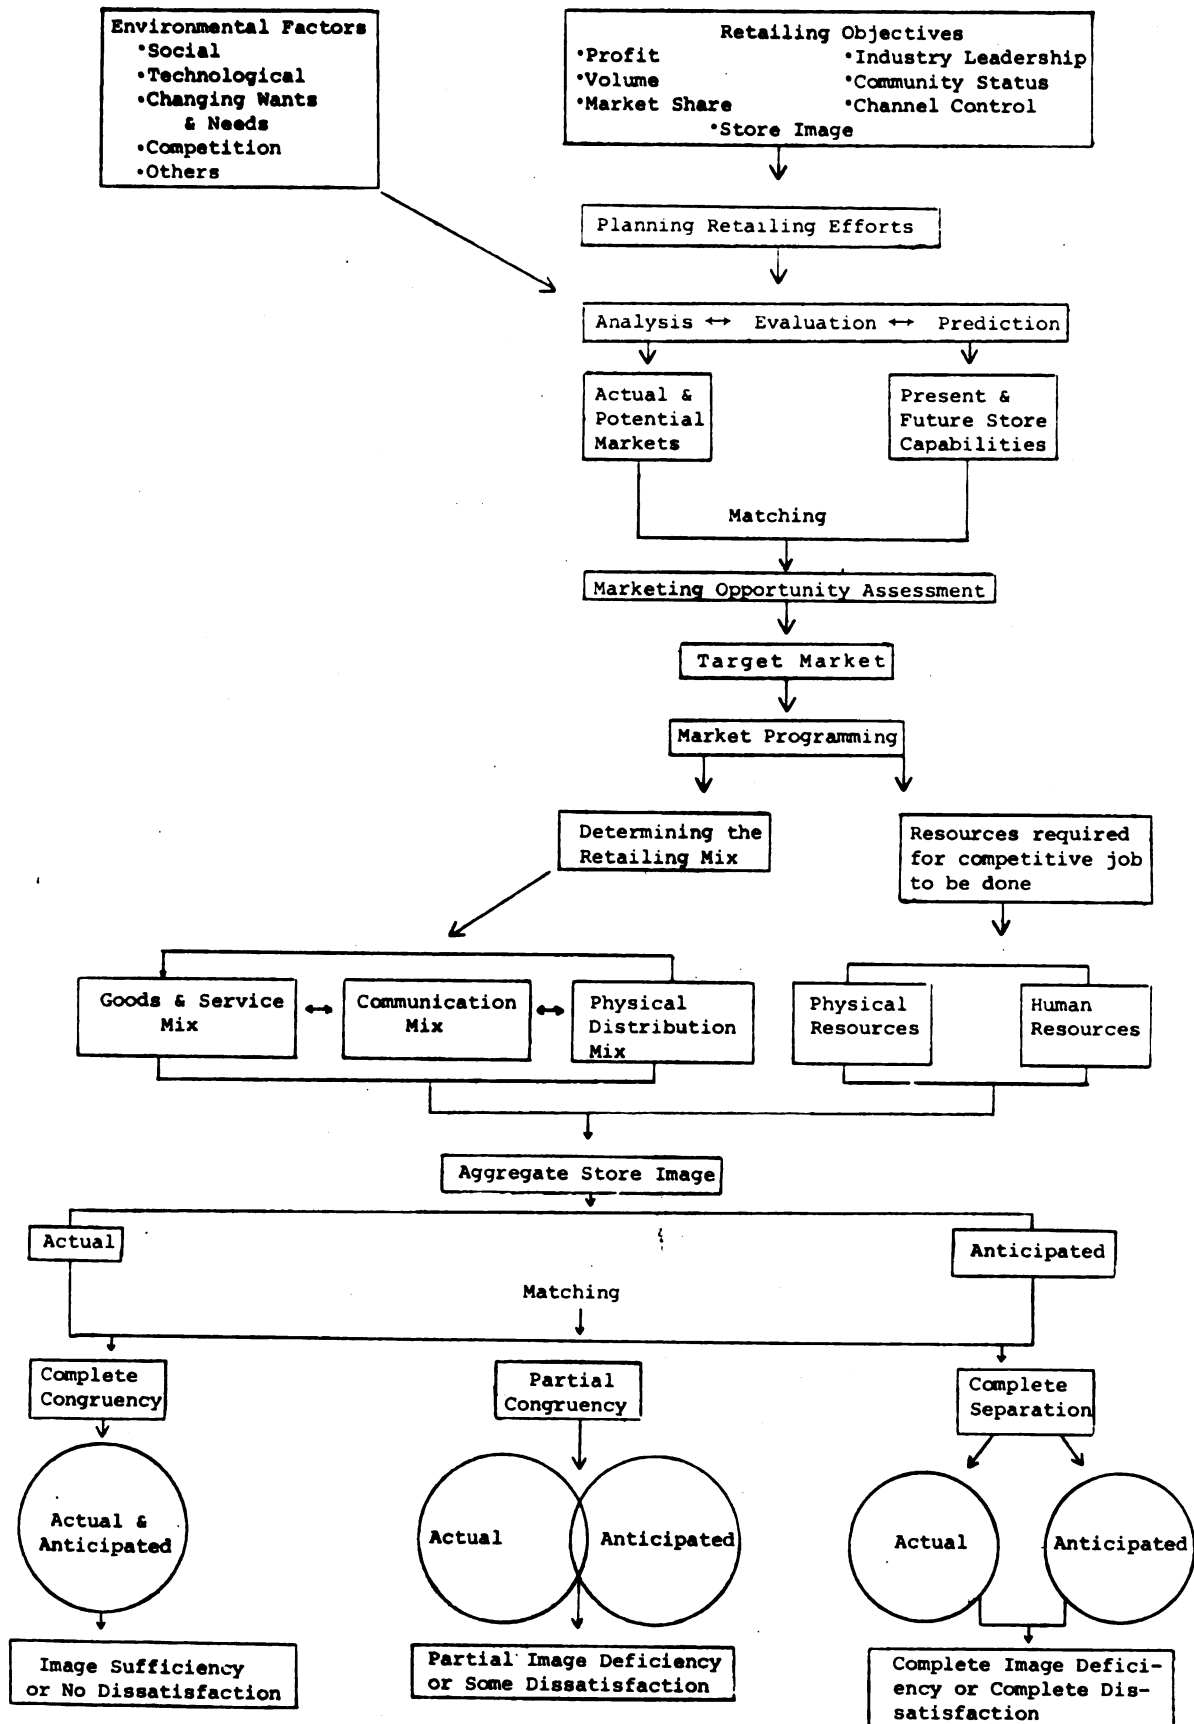 Environmental Factors
•Social
•Technological
•Changing Wants
& Needs
•Competition
•Others
Retailing Objectives
•Profit
•Industry Leadership
•Volume
•Community Status
•Market Share
•Channel Control
•Store Image
Planning Retailing Efforts
Analysis ↔ Evaluation ↔ Prediction
Actual &
Potential
Markets
Present &
Future Store
Capabilities
Matching
Marketing Opportunity Assessment
Target Market
Market Programming
Determining the
Retailing Mix
Resources required
for competitive job
to be done
Goods & Service
Mix
Communication
Mix
Physical
Distribution
Mix
Physical
Resources
Human
Resources
Aggregate Store Image
Actual
Anticipated
Matching
Complete
Congruency
Partial
Congruency
Complete
Separation
Actual &
Anticipated
Actual
Anticipated
Actual
Anticipated
Image Sufficiency
or No Dissatisfaction
Partial Image Deficiency
or Some Dissatisfaction
Complete Image Defici-
ency or Complete Dis-
satisfaction